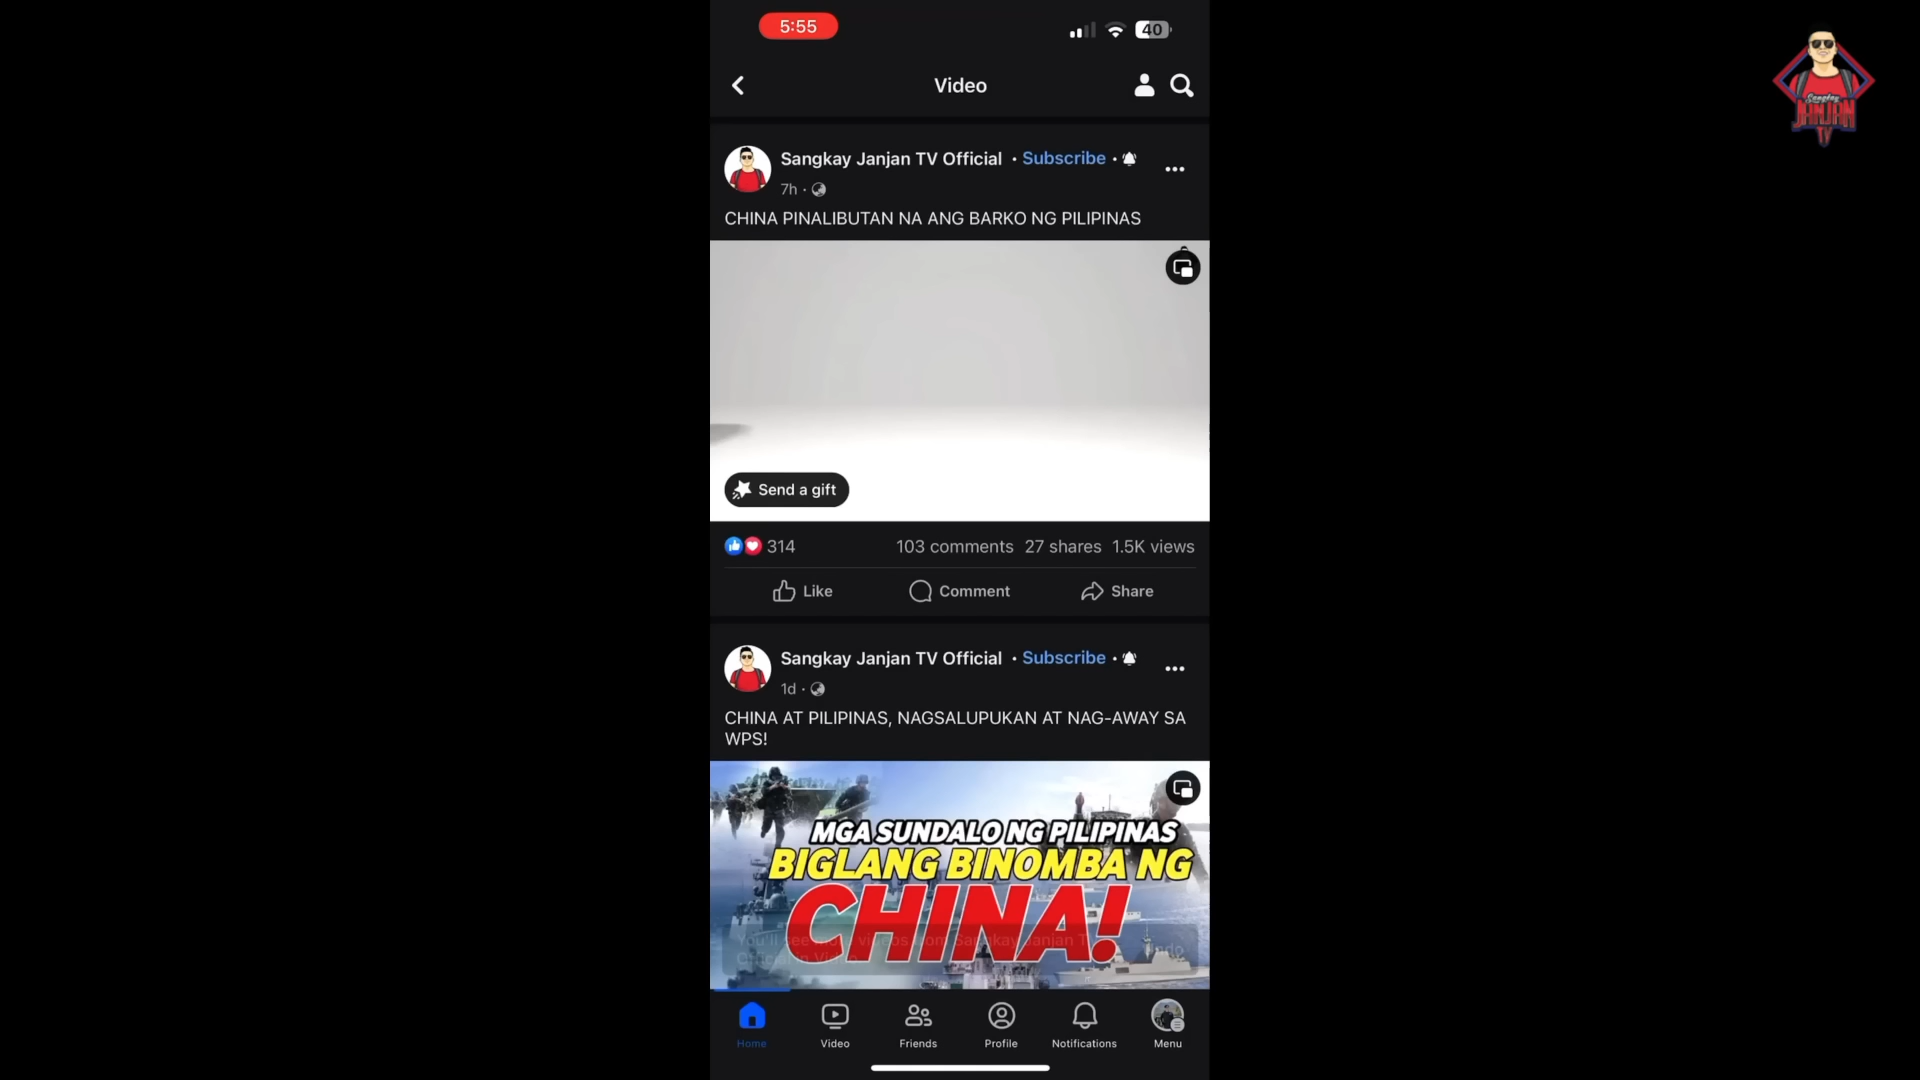 5:55
40
Video
Sangkay Janjan TV Official · Subscribe ·
7h ·
CHINA PINALIBUTAN NA ANG BARKO NG PILIPINAS
Send a gift
314 103 comments 27 shares 1.5K views
Like Comment Share
Sangkay Janjan TV Official · Subscribe ·
1d ·
CHINA AT PILIPINAS, NAGSALUPUKAN AT NAG-AWAY SA
WPS!
MGA SUNDALO NG PILIPINAS
BIGLANG BINOMBA NG
CHINA!
Home Video Friends Profile Notifications Menu
Sangkay
JANJAN
TV